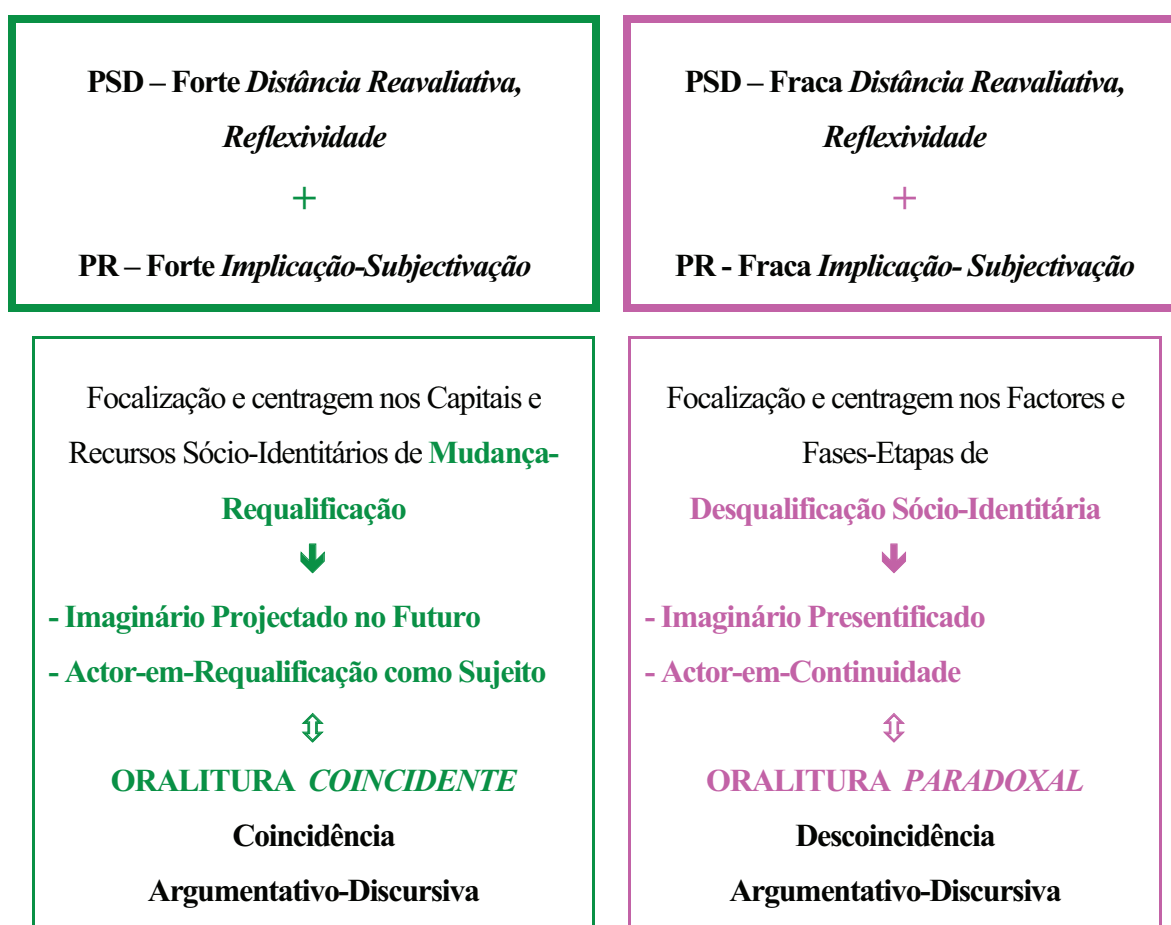 PSD – Forte Distância Reavaliativa,
Reflexividade
+
PR – Forte Implicação-Subjectivação
PSD – Fraca Distância Reavaliativa,
Reflexividade
+
PR - Fraca Implicação- Subjectivação
Focalização e centragem nos Capitais e
Recursos Sócio-Identitários de Mudança-
Requalificação
🡻
- Imaginário Projectado no Futuro
- Actor-em-Requalificação como Sujeito
⇳
ORALITURA COINCIDENTE
Coincidência
Argumentativo-Discursiva
Focalização e centragem nos Factores e
Fases-Etapas de
Desqualificação Sócio-Identitária
🡻
- Imaginário Presentificado
- Actor-em-Continuidade
⇳
ORALITURA PARADOXAL
Descoincidência
Argumentativo-Discursiva